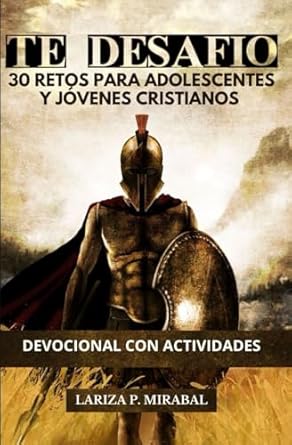 TE DESAFIO
30 RETOS PARA ADOLESCENTES
Y JÓVENES CRISTIANOS
DEVOCIONAL CON ACTIVIDADES
LARIZA P. MIRABAL